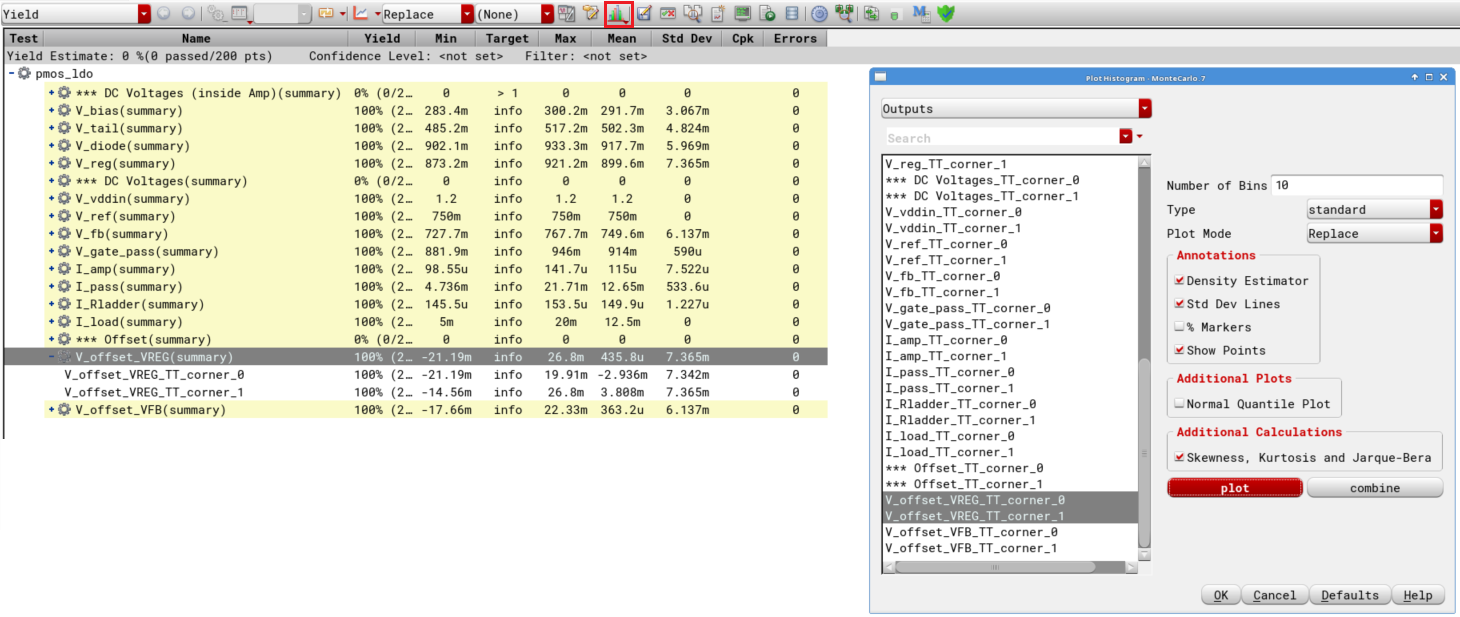 Yield Replace (None)
Test Name Yield Min Target Max Mean Std Dev Cpk Errors
Yield Estimate: 0 %(0 passed/200 pts) Confidence Level: <not set> Filter: <not set>
pmos_ldo
*** DC Voltages (inside Amp)(summary) 0% (0/2… 0 > 1 0 0 0 0
V_bias(summary) 100% (2… 283.4m info 300.2m 291.7m 3.067m 0
V_tail(summary) 100% (2… 485.2m info 517.2m 502.3m 4.824m 0
V_diode(summary) 100% (2… 902.1m info 933.3m 917.7m 5.969m 0
V_reg(summary) 100% (2… 873.2m info 921.2m 899.6m 7.365m 0
*** DC Voltages(summary) 0% (0/2… 0 info 0 0 0 0
V_vddin(summary) 100% (2… 1.2 info 1.2 1.2 0 0
V_ref(summary) 100% (2… 750m info 750m 750m 0 0
V_fb(summary) 100% (2… 727.7m info 767.7m 749.6m 6.137m 0
V_gate_pass(summary) 100% (2… 881.9m info 946m 914m 590u 0
I_amp(summary) 100% (2… 98.55u info 141.7u 115u 7.522u 0
I_pass(summary) 100% (2… 4.736m info 21.71m 12.65m 533.6u 0
I_Rladder(summary) 100% (2… 145.5u info 153.5u 149.9u 1.227u 0
I_load(summary) 100% (2… 5m info 20m 12.5m 0 0
*** Offset(summary) 0% (0/2… 0 info 0 0 0 0
V_offset_VREG(summary) 100% (2… -21.19m info 26.8m 435.8u 7.365m 0
V_offset_VREG_TT_corner_0 100% (2… -21.19m info 19.91m -2.936m 7.342m 0
V_offset_VREG_TT_corner_1 100% (2… -14.56m info 26.8m 3.808m 7.365m 0
V_offset_VFB(summary) 100% (2… -17.66m info 22.33m 363.2u 6.137m 0
Plot Histogram - MonteCarlo.7
Outputs
Search
V_reg_TT_corner_1
*** DC Voltages_TT_corner_0
*** DC Voltages_TT_corner_1
V_vddin_TT_corner_0
V_vddin_TT_corner_1
V_ref_TT_corner_0
V_ref_TT_corner_1
V_fb_TT_corner_0
V_fb_TT_corner_1
V_gate_pass_TT_corner_0
V_gate_pass_TT_corner_1
I_amp_TT_corner_0
I_amp_TT_corner_1
I_pass_TT_corner_0
I_pass_TT_corner_1
I_Rladder_TT_corner_0
I_Rladder_TT_corner_1
I_load_TT_corner_0
I_load_TT_corner_1
*** Offset_TT_corner_0
*** Offset_TT_corner_1
V_offset_VREG_TT_corner_0
V_offset_VREG_TT_corner_1
V_offset_VFB_TT_corner_0
V_offset_VFB_TT_corner_1
Number of Bins 10
Type standard
Plot Mode Replace
Annotations
Density Estimator
Std Dev Lines
% Markers
Show Points
Additional Plots
Normal Quantile Plot
Additional Calculations
Skewness, Kurtosis and Jarque-Bera
plot combine
OK Cancel Defaults Help